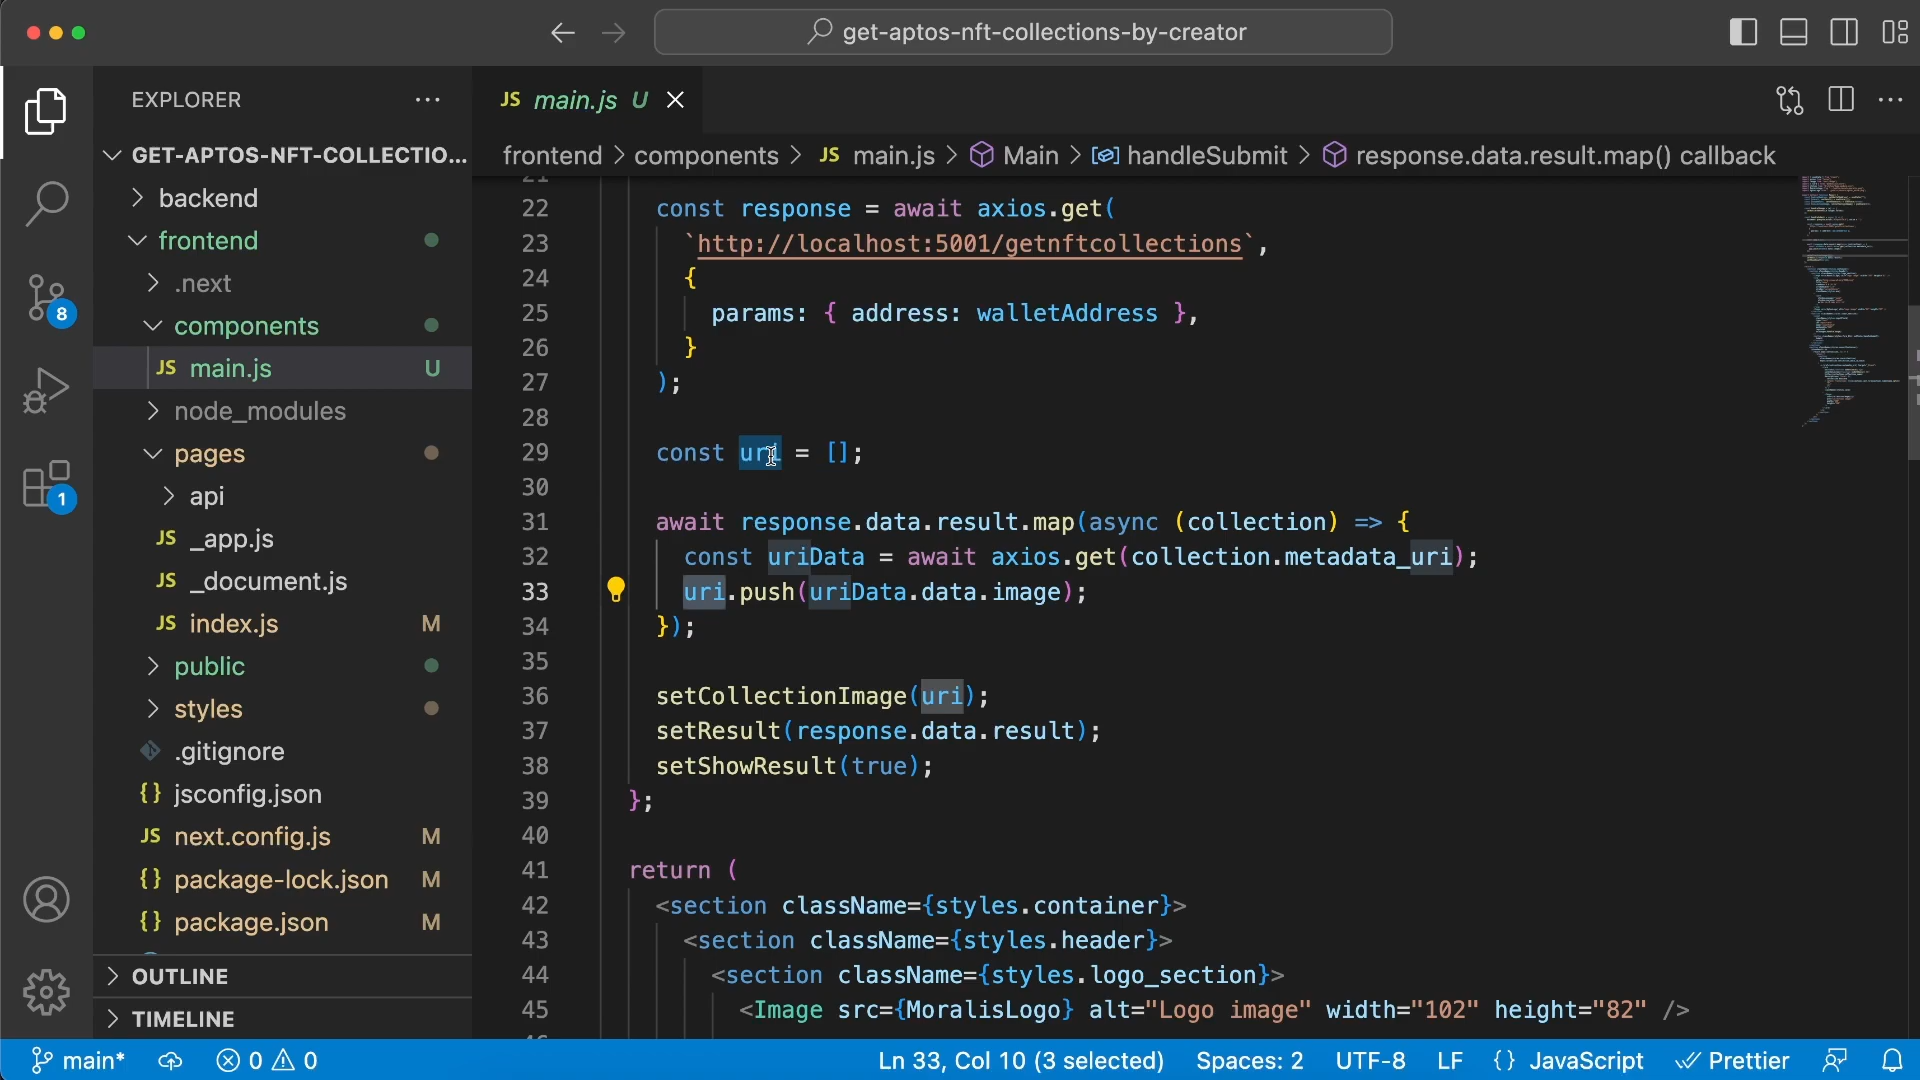 get-aptos-nft-collections-by-creator
EXPLORER
JS main.js U
GET-APTOS-NFT-COLLECTIO...
frontend > components > JS main.js > Main > handleSubmit > response.data.result.map() callback
backend
frontend
.next
components
JS main.js U
node_modules
pages
api
JS _app.js
JS _document.js
JS index.js M
public
styles
.gitignore
{} jsconfig.json
JS next.config.js M
{} package-lock.json M
{} package.json M
OUTLINE
TIMELINE
8
1
21
22 const response = await axios.get(
23 `http://localhost:5001/getnftcollections`,
24 {
25 params: { address: walletAddress },
26 }
27 );
28
29 const uri = [];
30
31 await response.data.result.map(async (collection) => {
32 const uriData = await axios.get(collection.metadata_uri);
33 uri.push(uriData.data.image);
34 });
35
36 setCollectionImage(uri);
37 setResult(response.data.result);
38 setShowResult(true);
39 };
40
41 return (
42 <section className={styles.container}>
43 <section className={styles.header}>
44 <section className={styles.logo_section}>
45 <Image src={MoralisLogo} alt="Logo image" width="102" height="82" />
main* 0 0 Ln 33, Col 10 (3 selected) Spaces: 2 UTF-8 LF {} JavaScript Prettier